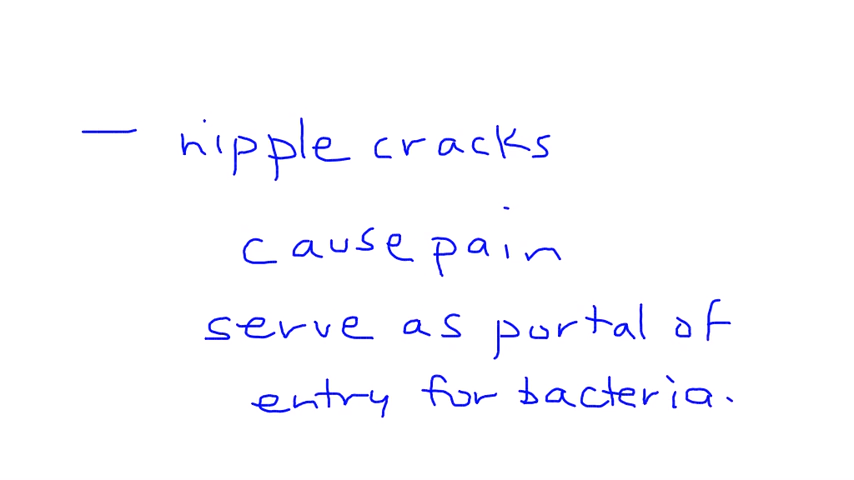 — nipple cracks
cause pain
serve as portal of
entry for bacteria.